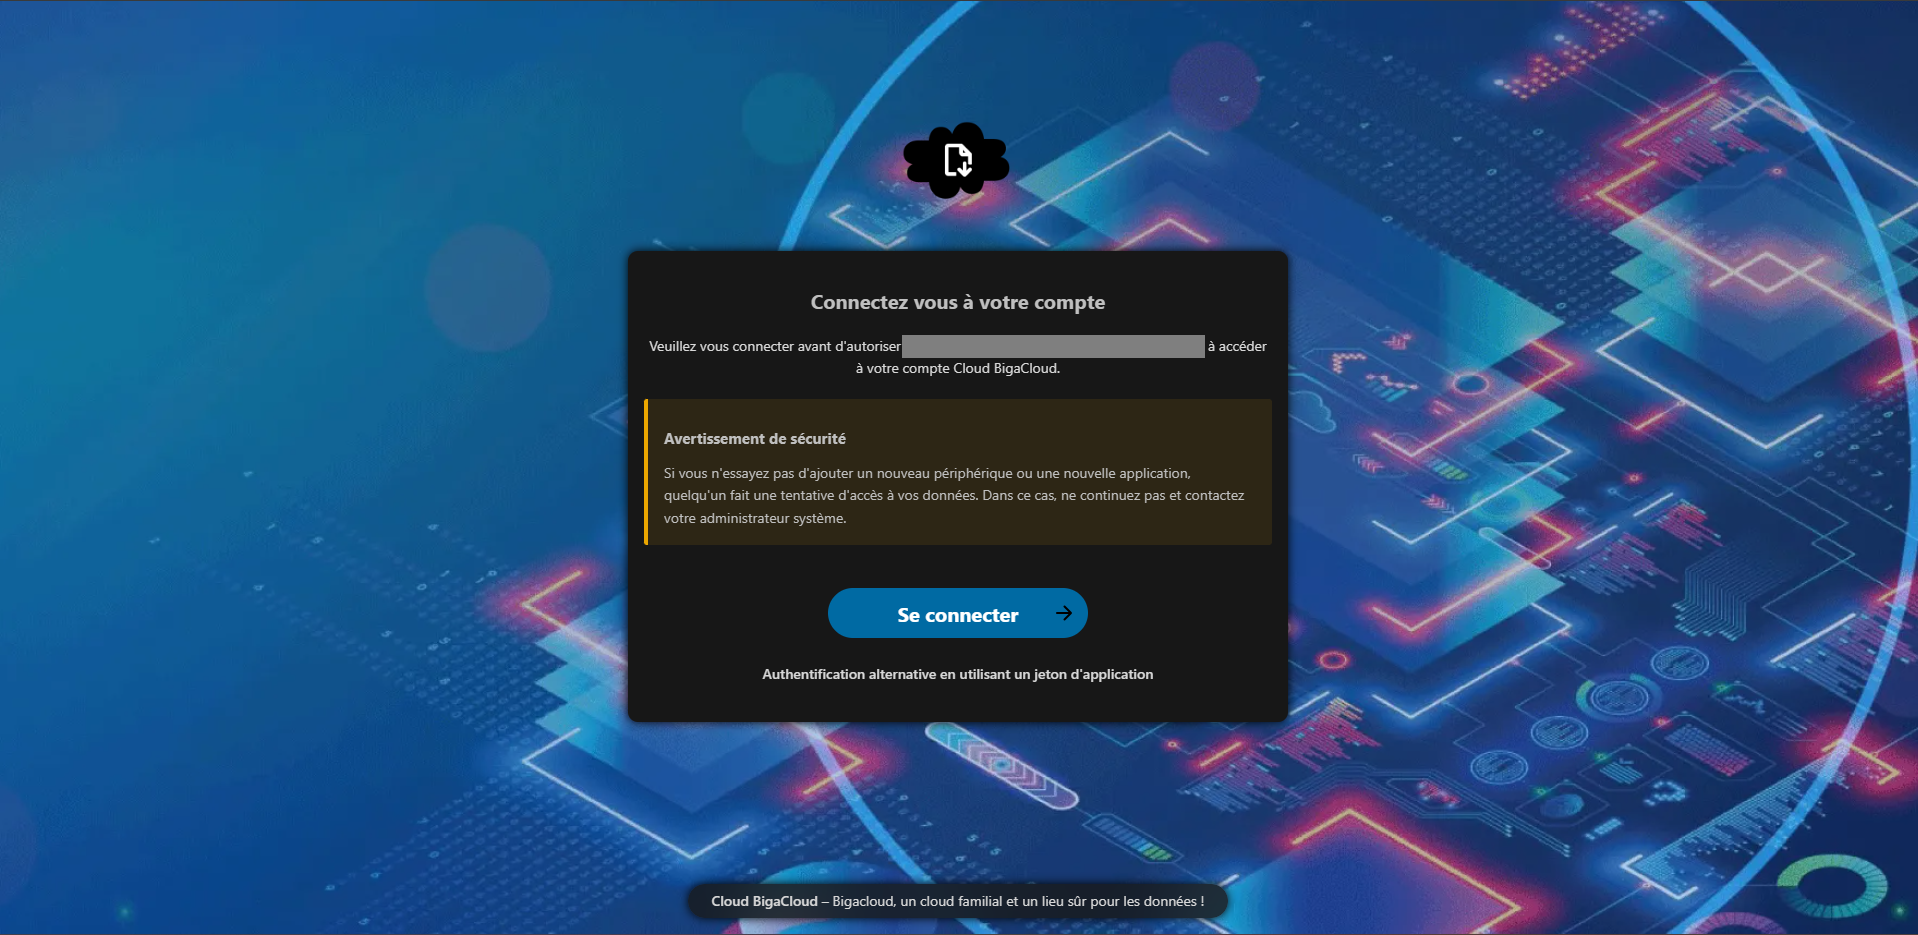 Connectez vous à votre compte
Veuillez vous connecter avant d'autoriser à accéder
à votre compte Cloud BigaCloud.
Avertissement de sécurité
Si vous n'essayez pas d'ajouter un nouveau périphérique ou une nouvelle application,
quelqu'un fait une tentative d'accès à vos données. Dans ce cas, ne continuez pas et contactez
votre administrateur système.
Se connecter
Authentification alternative en utilisant un jeton d'application
Cloud BigaCloud – Bigacloud, un cloud familial et un lieu sûr pour les données !